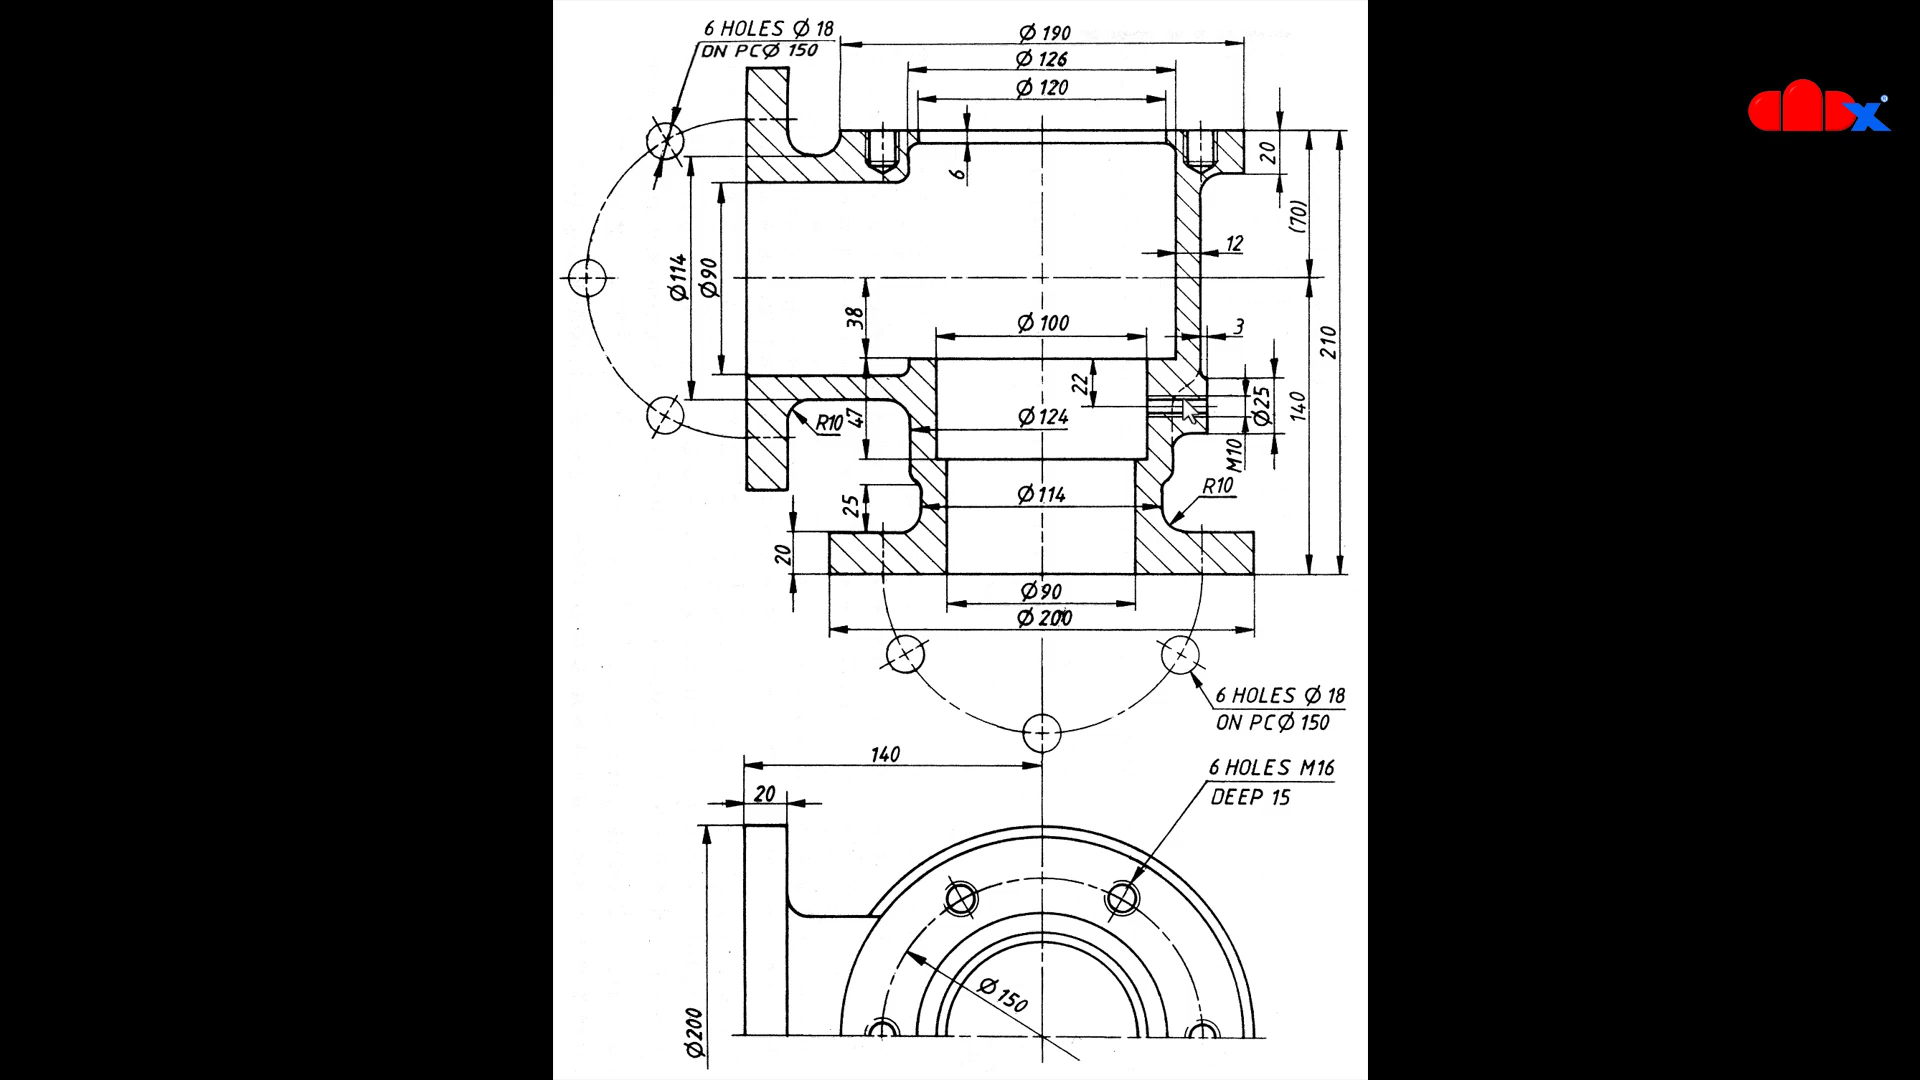 6 HOLES Ø 18
ON PCØ 150
Ø 190
Ø 126
Ø 120
6
20
(70)
12
Ø114
Ø90
38
Ø 100
3
210
22
Ø25
140
R10
47
Ø 124
M10
R10
25
Ø 114
20
Ø90
Ø 200
6 HOLES Ø 18
ON PCØ 150
140
6 HOLES M16
DEEP 15
20
Ø 150
Ø200